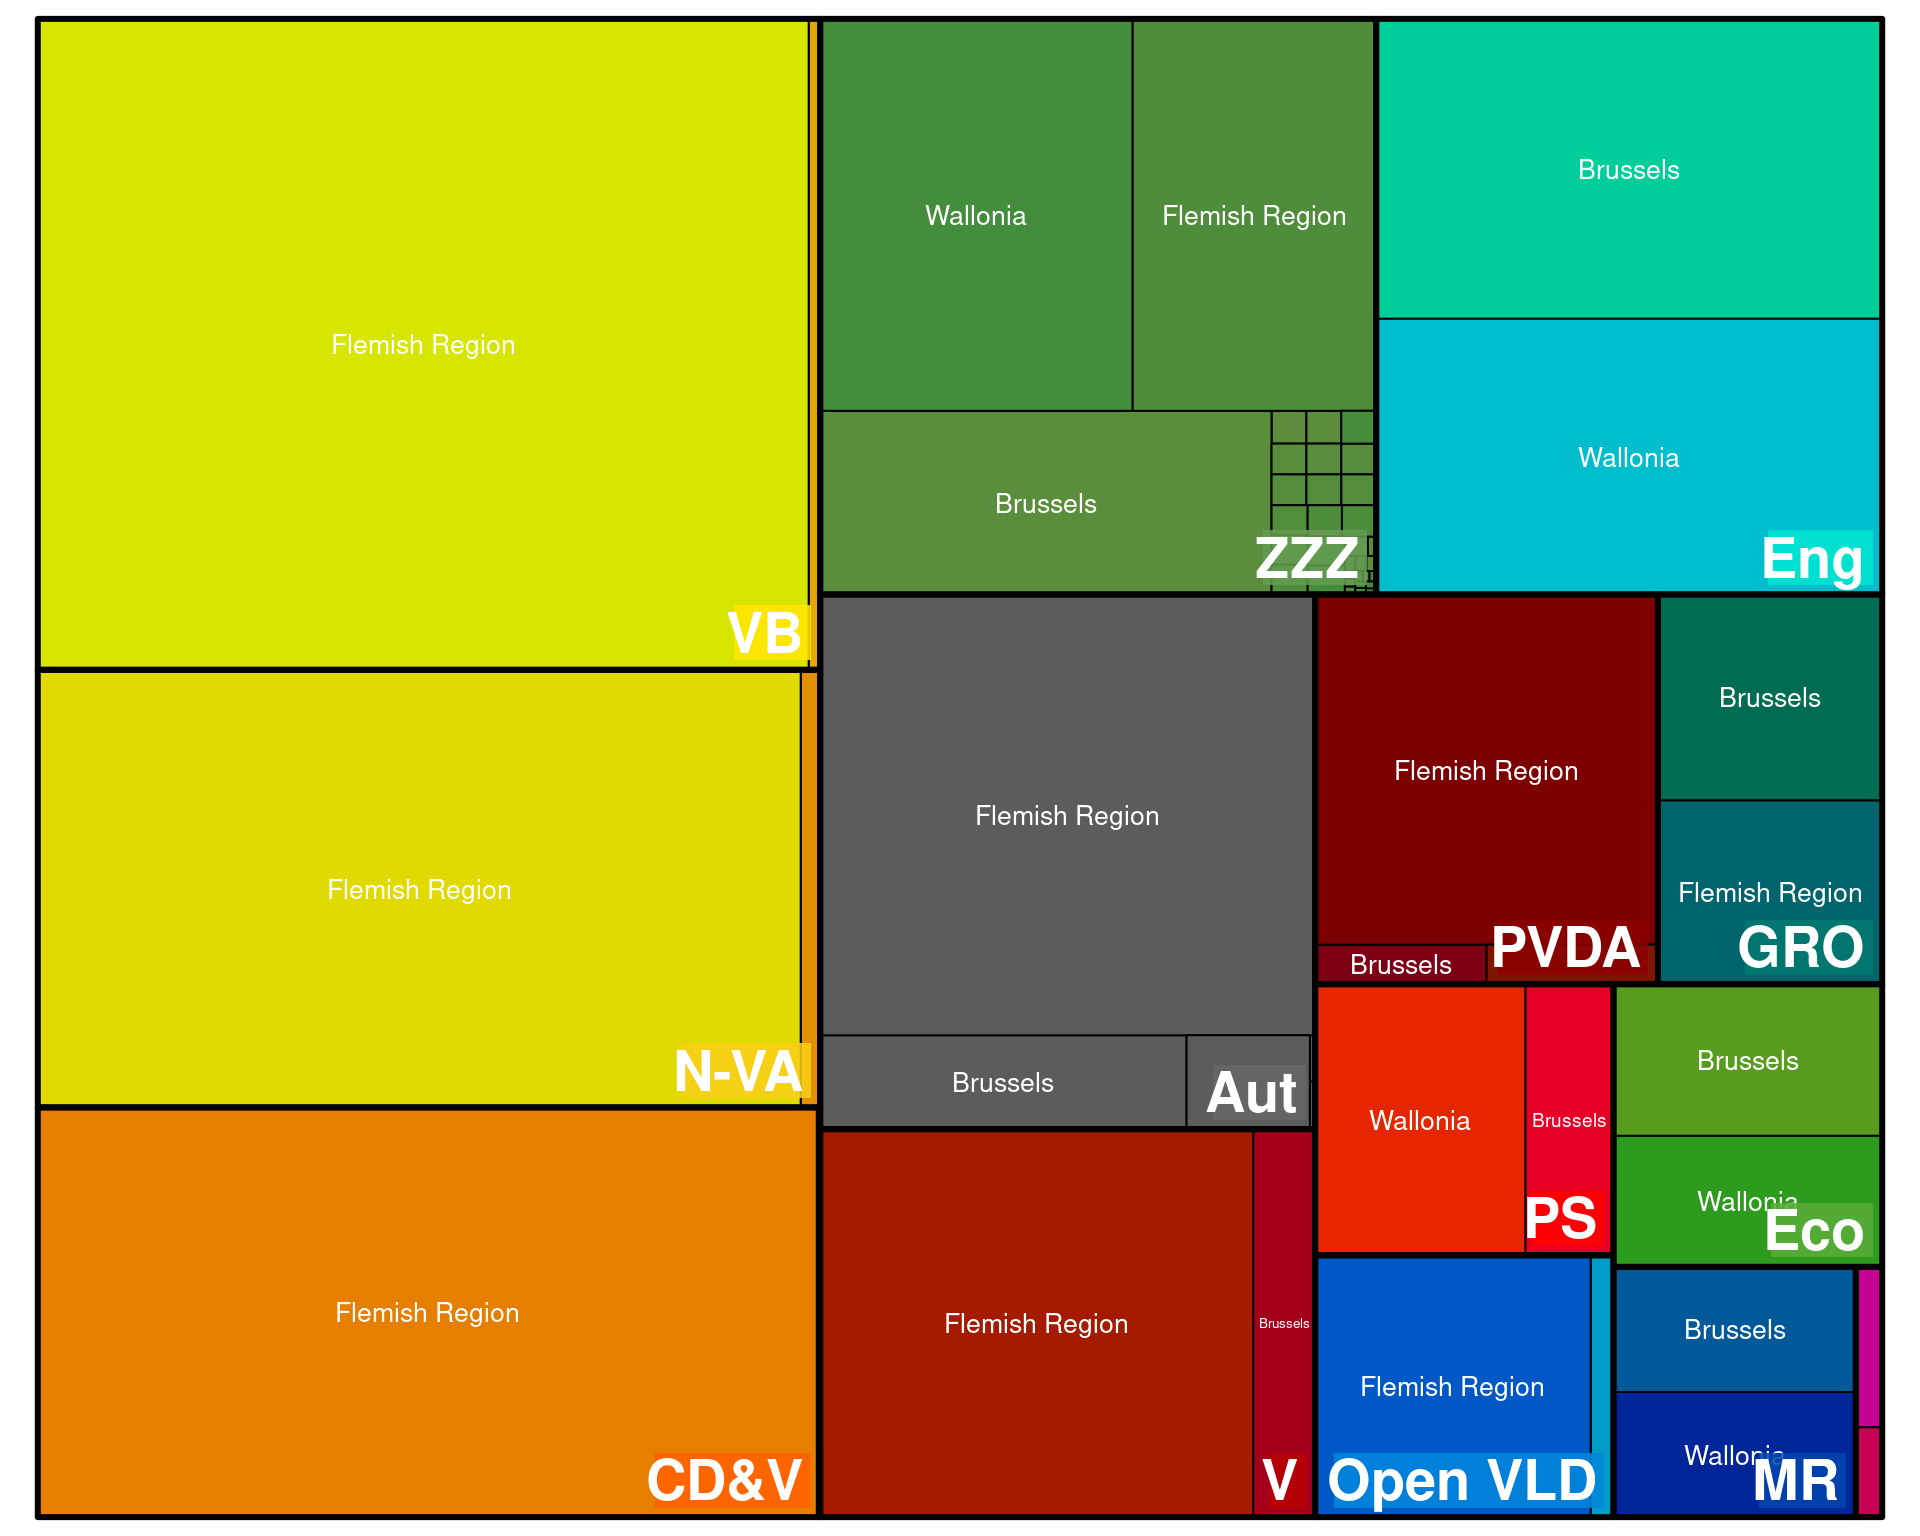 Flemish Region
VB
Flemish Region
N-VA
Flemish Region
CD&V
Wallonia
Flemish Region
Brussels
ZZZ
Brussels
Wallonia
Eng
Flemish Region
Brussels
Aut
Flemish Region
Brussels
V
Flemish Region
Brussels
PVDA
Brussels
Flemish Region
GRO
Wallonia
Brussels
PS
Brussels
Wallonia
Eco
Flemish Region
Open VLD
Brussels
Wallonia
MR